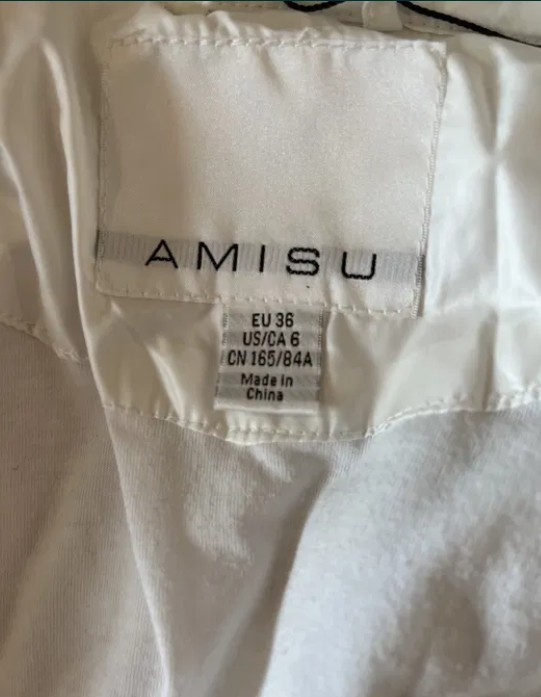 AMISU
EU 36
US/CA 6
CN 165/84A
Made in
China